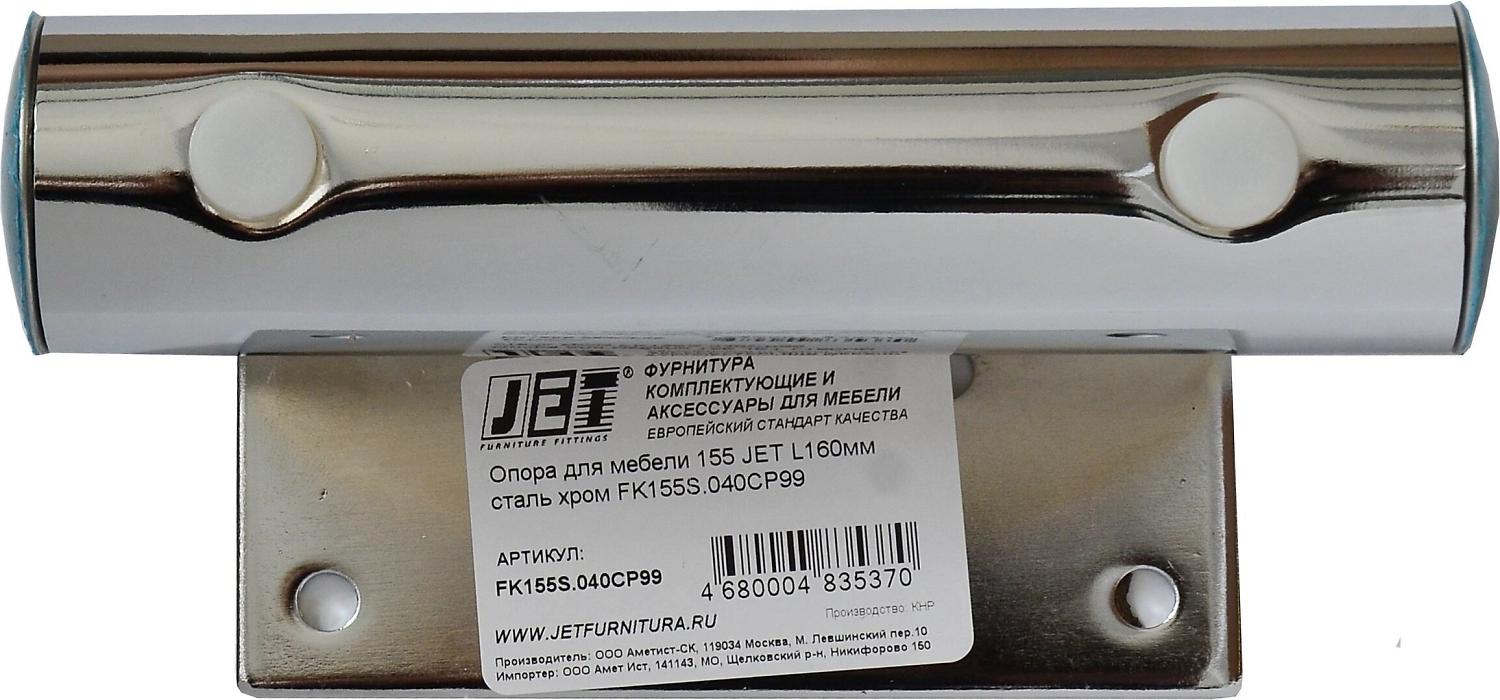 JET®
FURNITURE FITTINGS
ФУРНИТУРА
КОМПЛЕКТУЮЩИЕ И
АКСЕССУАРЫ ДЛЯ МЕБЕЛИ
ЕВРОПЕЙСКИЙ СТАНДАРТ КАЧЕСТВА
Опора для мебели 155 JET L160мм
сталь хром FK155S.040CP99
АРТИКУЛ:
FK155S.040CP99
4 680004 835370
Производство: КНР
WWW.JETFURNITURA.RU
Производитель: ООО Аметист-СК, 119034 Москва, М. Левшинский пер.10
Импортер: ООО Амет Ист, 141143, МО, Щелковский р-н, Никифорово 150